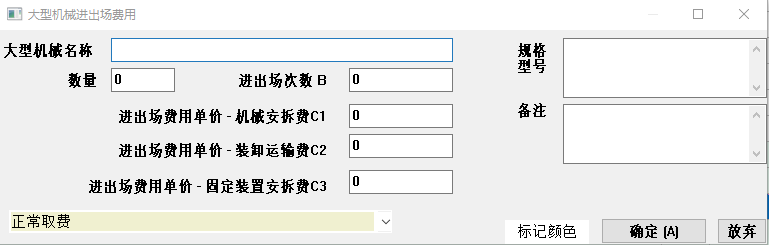 大型机械进出场费用
大型机械名称
规格
型号
数量 0 进出场次数 B 0
备注
进出场费用单价 - 机械安拆费C1 0
进出场费用单价 - 装卸运输费C2 0
进出场费用单价 - 固定装置安拆费C3 0
正常取费
标记颜色 确定 (A) 放弃